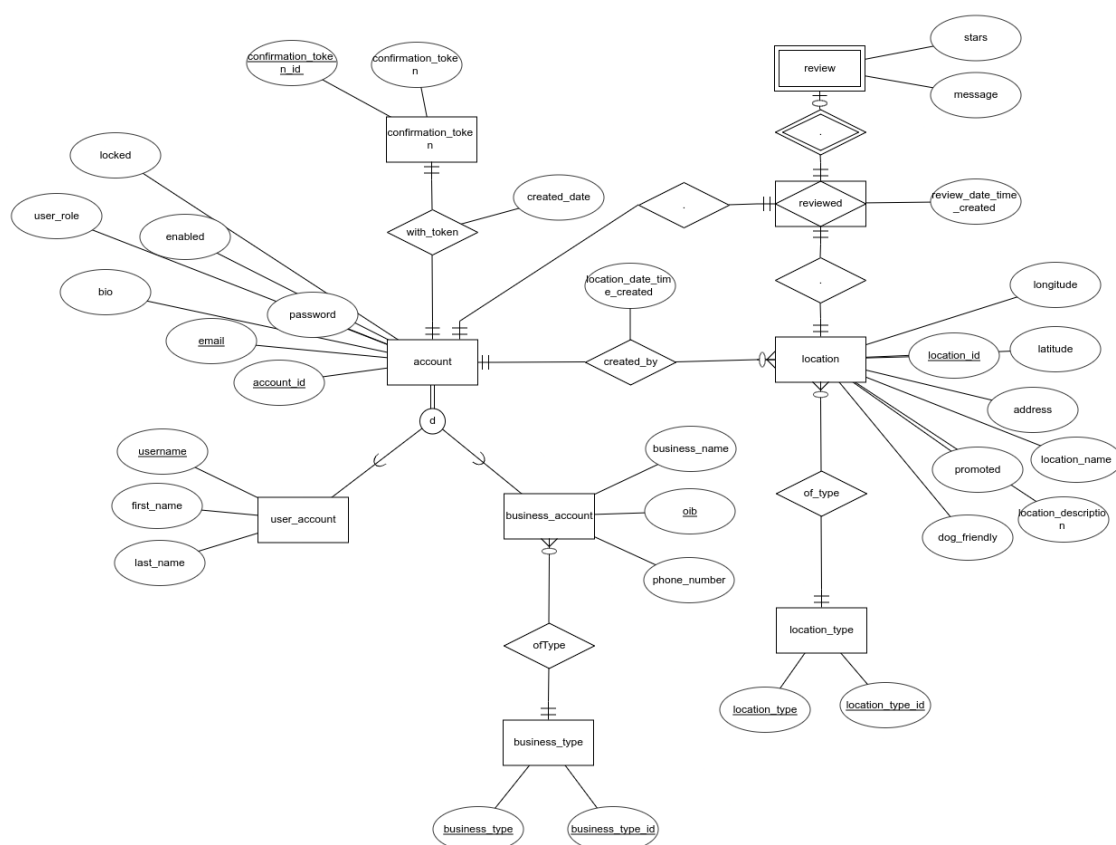 stars
confirmation_toke
n_id
confirmation_toke
n
review
message
confirmation_toke
n
.
locked
created_date
review_date_time
_created
user_role
.
reviewed
enabled
with_token
location_date_tim
e_created
.
longitude
bio
password
email
account
created_by
location
location_id
latitude
account_id
address
d
username
business_name
location_name
promoted
first_name
user_account
business_account
oib
of_type
location_descriptio
n
dog_friendly
last_name
phone_number
ofType
location_type
location_type
location_type_id
business_type
business_type
business_type_id